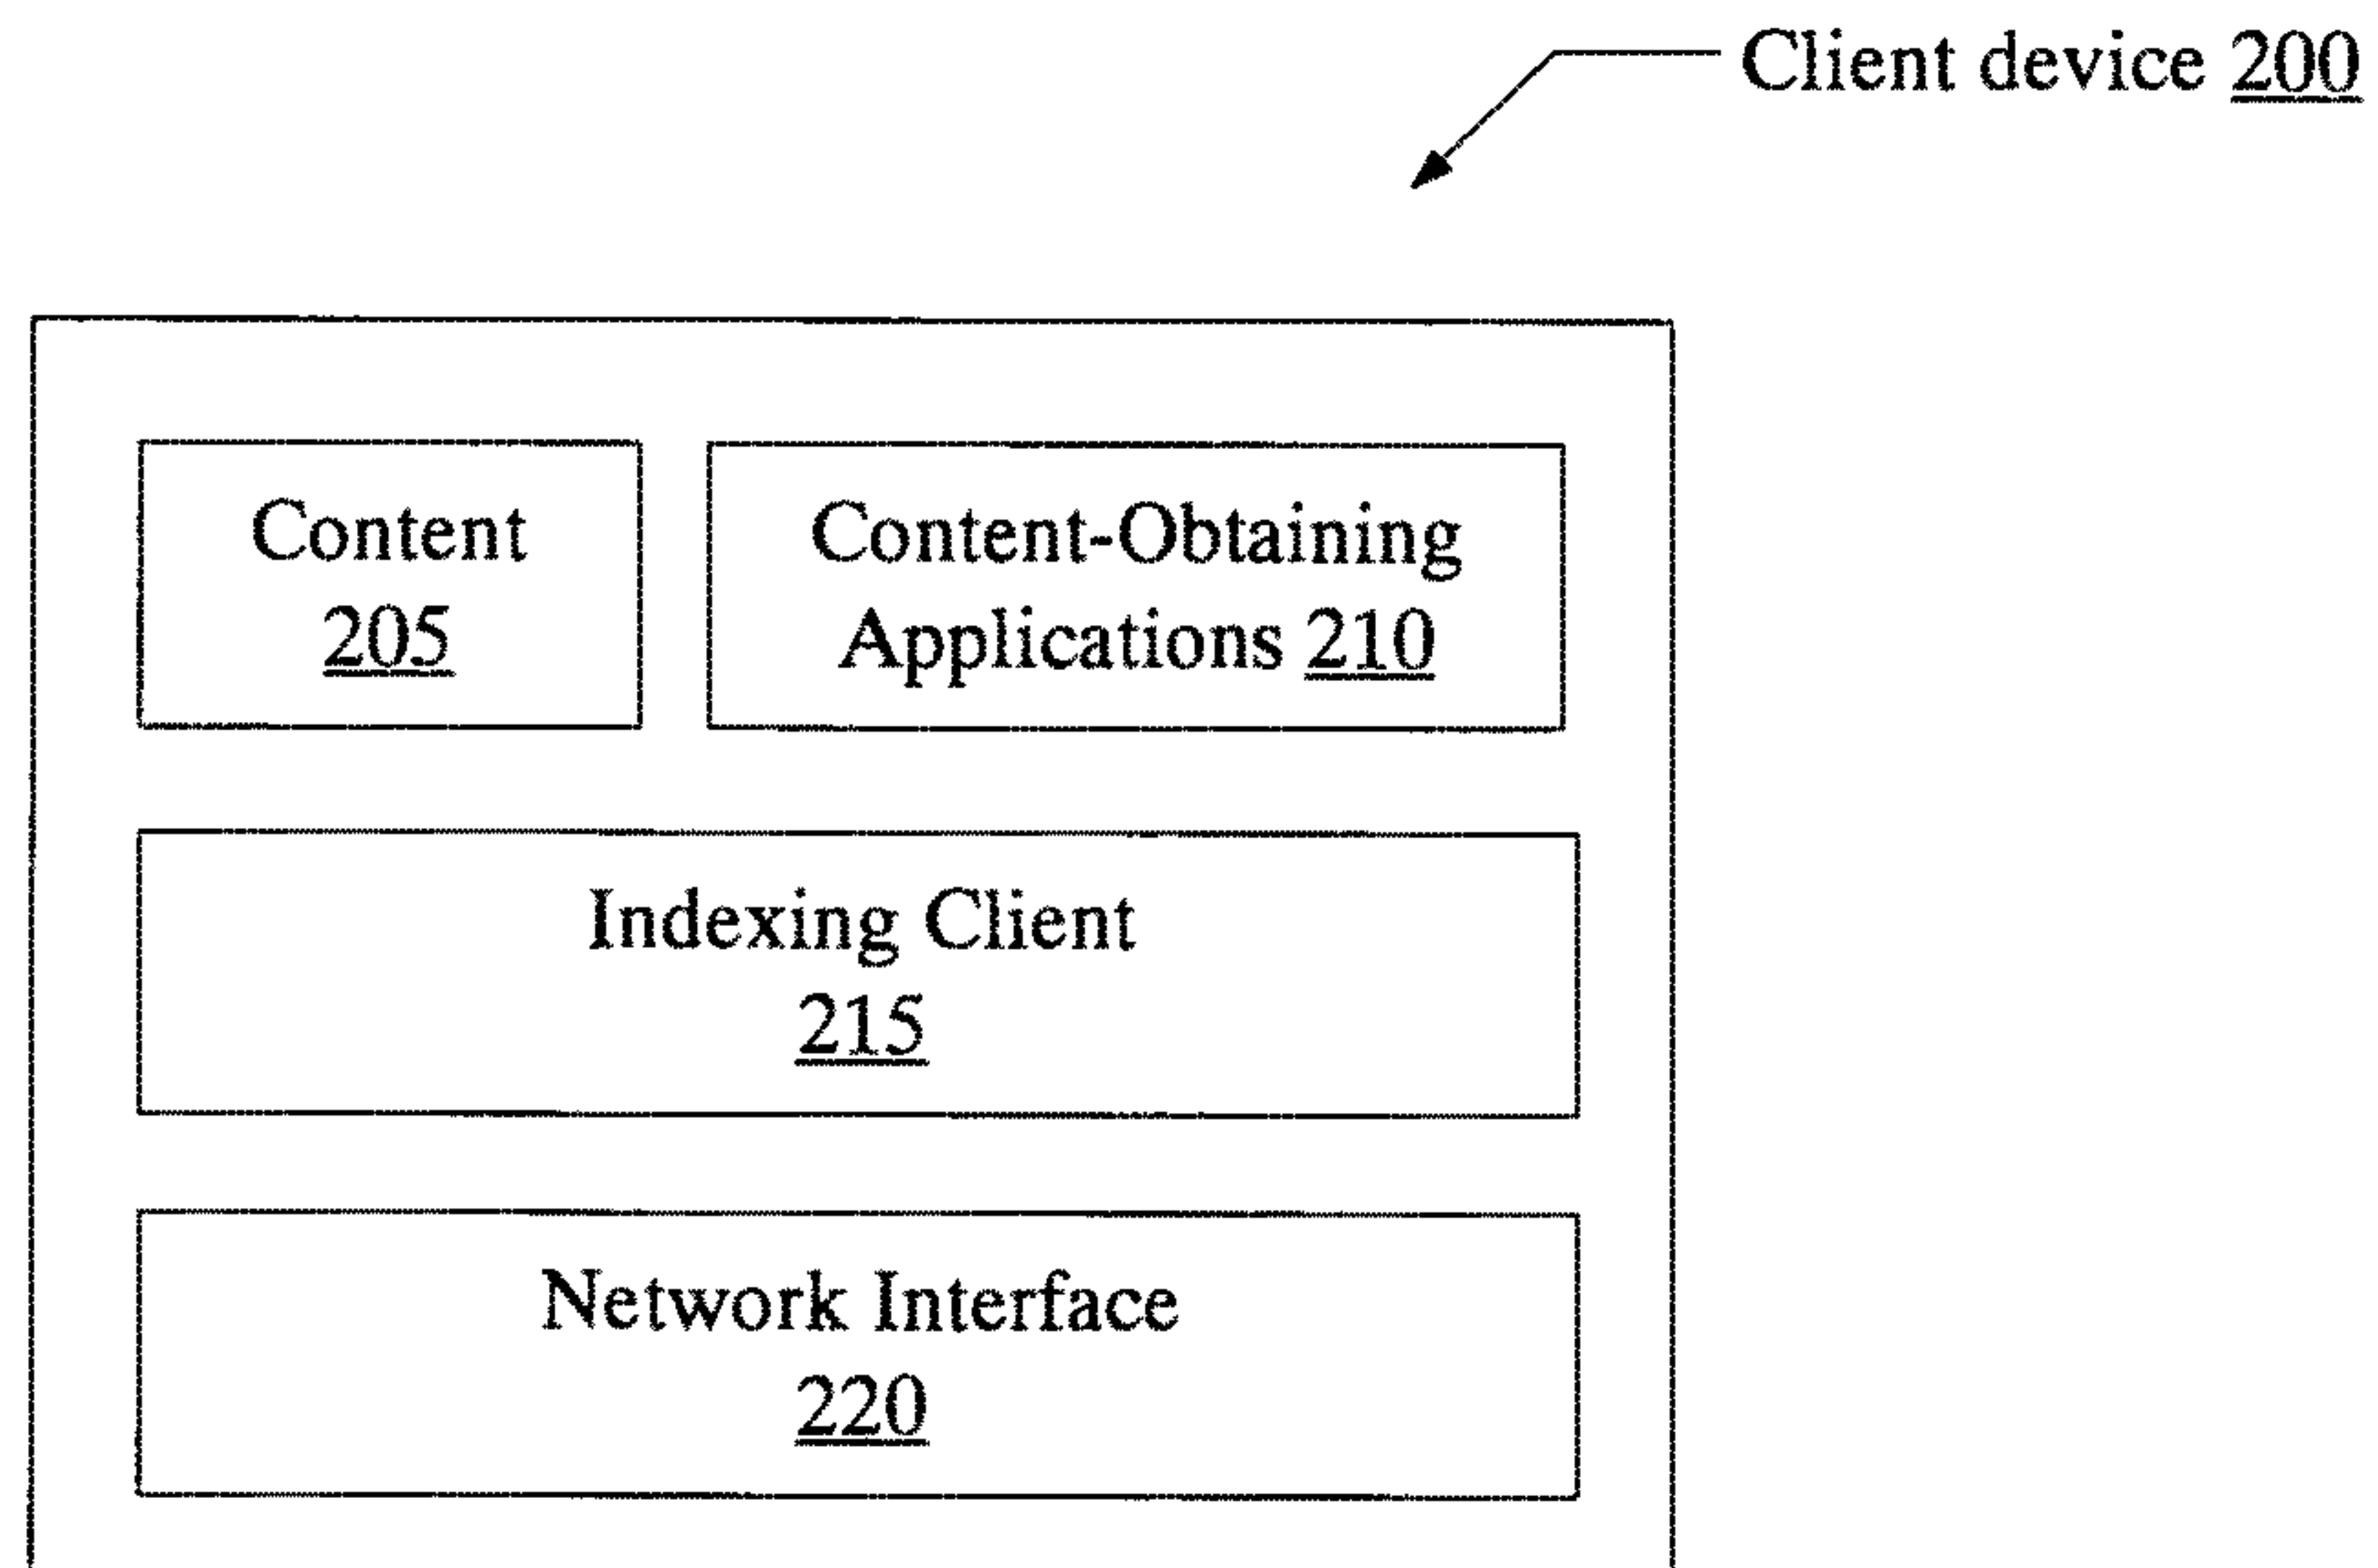 Client device 200
Content
205
Content-Obtaining
Applications 210
Indexing Client
215
Network Interface
220